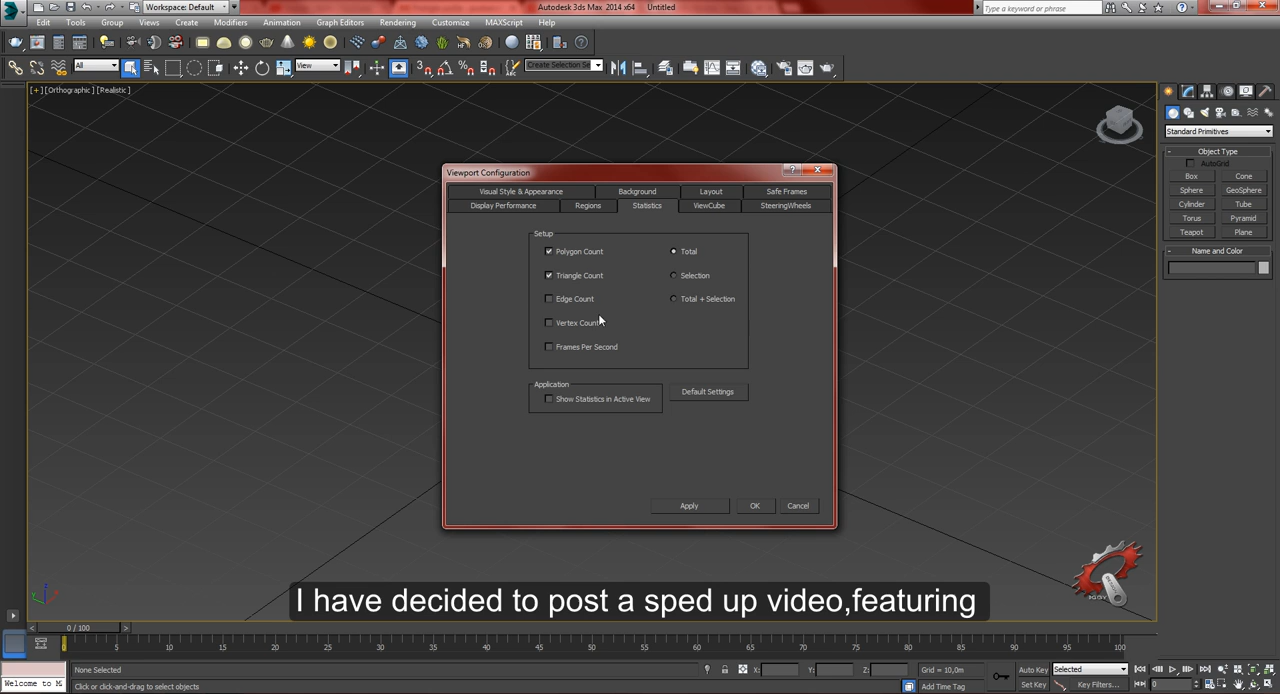 Workspace: Default
Autodesk 3ds Max 2014 x64 Untitled
Type a keyword or phrase
Edit Tools Group Views Create Modifiers Animation Graph Editors Rendering Customize MAXScript Help
All View Create Selection Se
[+] [Orthographic] [Realistic]
Standard Primitives
Object Type
AutoGrid
Box Cone
Sphere GeoSphere
Cylinder Tube
Torus Pyramid
Teapot Plane
Name and Color
Viewport Configuration
Visual Style & Appearance Background Layout Safe Frames
Display Performance Regions Statistics ViewCube SteeringWheels
Setup
Polygon Count Total
Triangle Count Selection
Edge Count Total + Selection
Vertex Count
Frames Per Second
Application
Show Statistics in Active View
Default Settings
Apply OK Cancel
I have decided to post a sped up video,featuring
0 / 100
5 10 15 20 25 30 35 40 45 50 55 60 65 70 75 80 85 90 95 100
None Selected X: Y: Z: Grid = 10,0m Auto Key Selected
Welcome to M Click or click-and-drag to select objects Add Time Tag Set Key Key Filters... 0